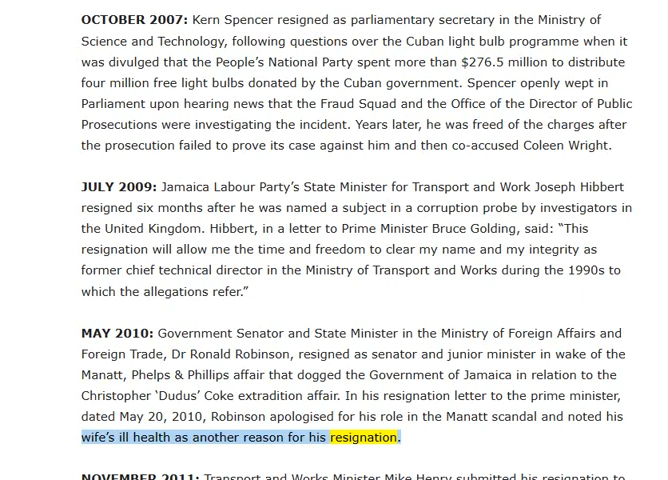 OCTOBER 2007: Kern Spencer resigned as parliamentary secretary in the Ministry of
Science and Technology, following questions over the Cuban light bulb programme when it
was divulged that the People’s National Party spent more than $276.5 million to distribute
four million free light bulbs donated by the Cuban government. Spencer openly wept in
Parliament upon hearing news that the Fraud Squad and the Office of the Director of Public
Prosecutions were investigating the incident. Years later, he was freed of the charges after
the prosecution failed to prove its case against him and then co-accused Coleen Wright.
JULY 2009: Jamaica Labour Party’s State Minister for Transport and Work Joseph Hibbert
resigned six months after he was named a subject in a corruption probe by investigators in
the United Kingdom. Hibbert, in a letter to Prime Minister Bruce Golding, said: “This
resignation will allow me the time and freedom to clear my name and my integrity as
former chief technical director in the Ministry of Transport and Works during the 1990s to
which the allegations refer.”
MAY 2010: Government Senator and State Minister in the Ministry of Foreign Affairs and
Foreign Trade, Dr Ronald Robinson, resigned as senator and junior minister in wake of the
Manatt, Phelps & Phillips affair that dogged the Government of Jamaica in relation to the
Christopher ‘Dudus’ Coke extradition affair. In his resignation letter to the prime minister,
dated May 20, 2010, Robinson apologised for his role in the Manatt scandal and noted his
wife’s ill health as another reason for his resignation.
NOVEMBER 2011: Transport and Works Minister Mike Henry submitted his resignation to